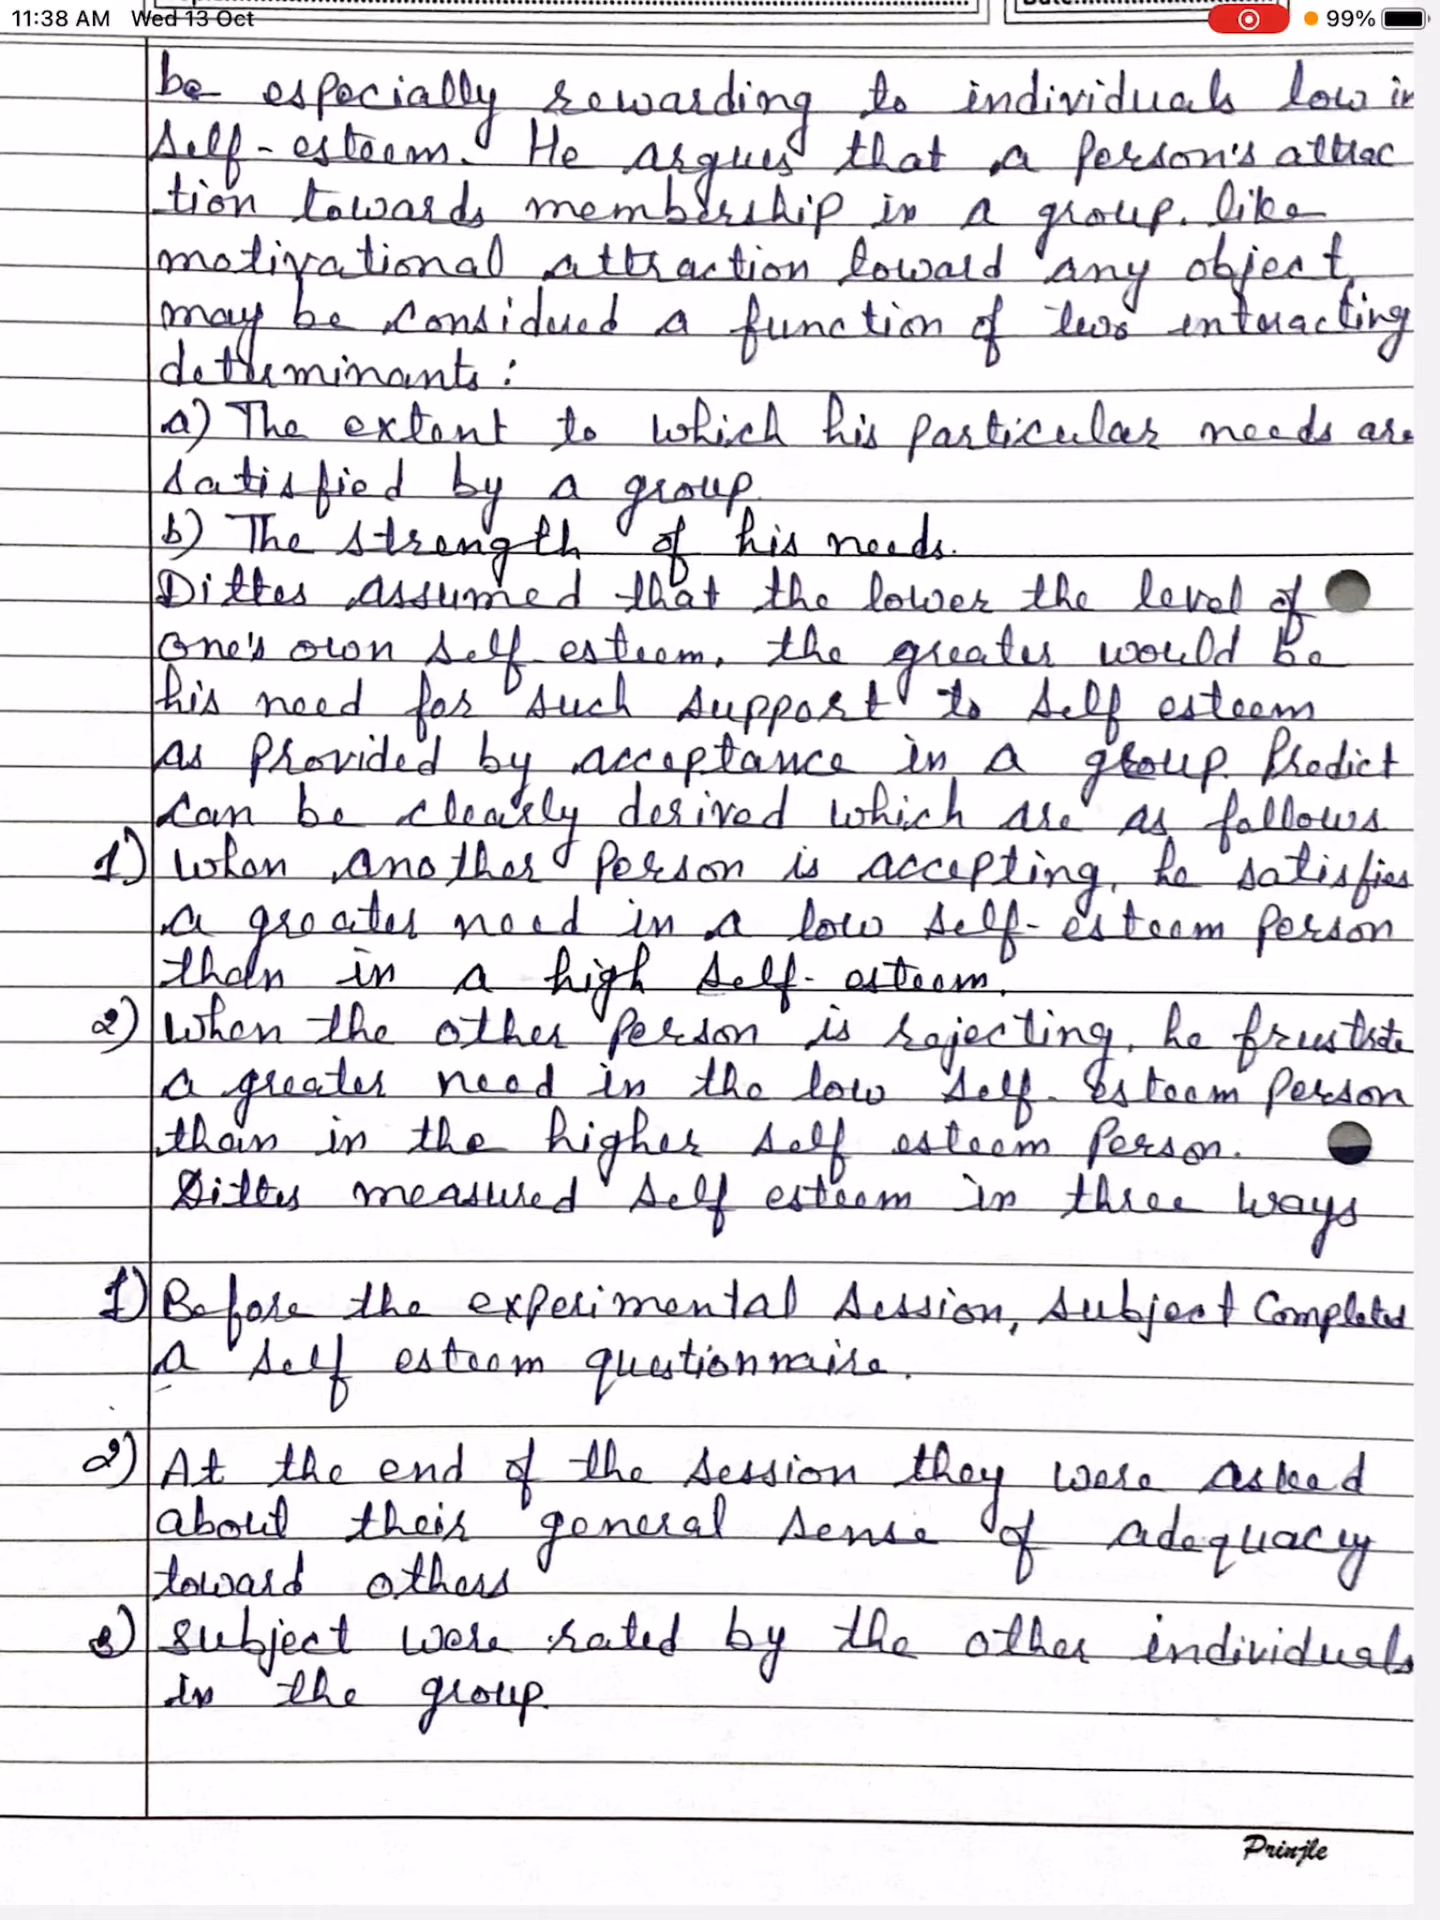 11:38 AM Wed 13 Oct 99%
be especially rewarding to individuals low in
self-esteem. He argues that a person's attrac
tion towards membership in a group. like
motivational attraction toward any object,
may be considered a function of two interacting
determinants:
a) The extent to which his particular needs are
satisfied by a group.
b) The strength of his needs.
Dittes assumed that the lower the level of
one's own self esteem, the greater would be
his need for such support to self esteem
as provided by acceptance in a group. Predict
can be clearly derived which are as follows.
1) When another person is accepting, he satisfies
a greater need in a low self-esteem person
than in a high self-esteem.
2) When the other person is rejecting, he frustrate
a greater need in the low self-esteem person
than in the higher self esteem person.
Dittes measured self esteem in three ways
1) Before the experimental session, subject completed
a self esteem questionnaire.
2) At the end of the session they were asked
about their general sense of adequacy
toward others
3) subject were rated by the other individuals
in the group.
Prinjle